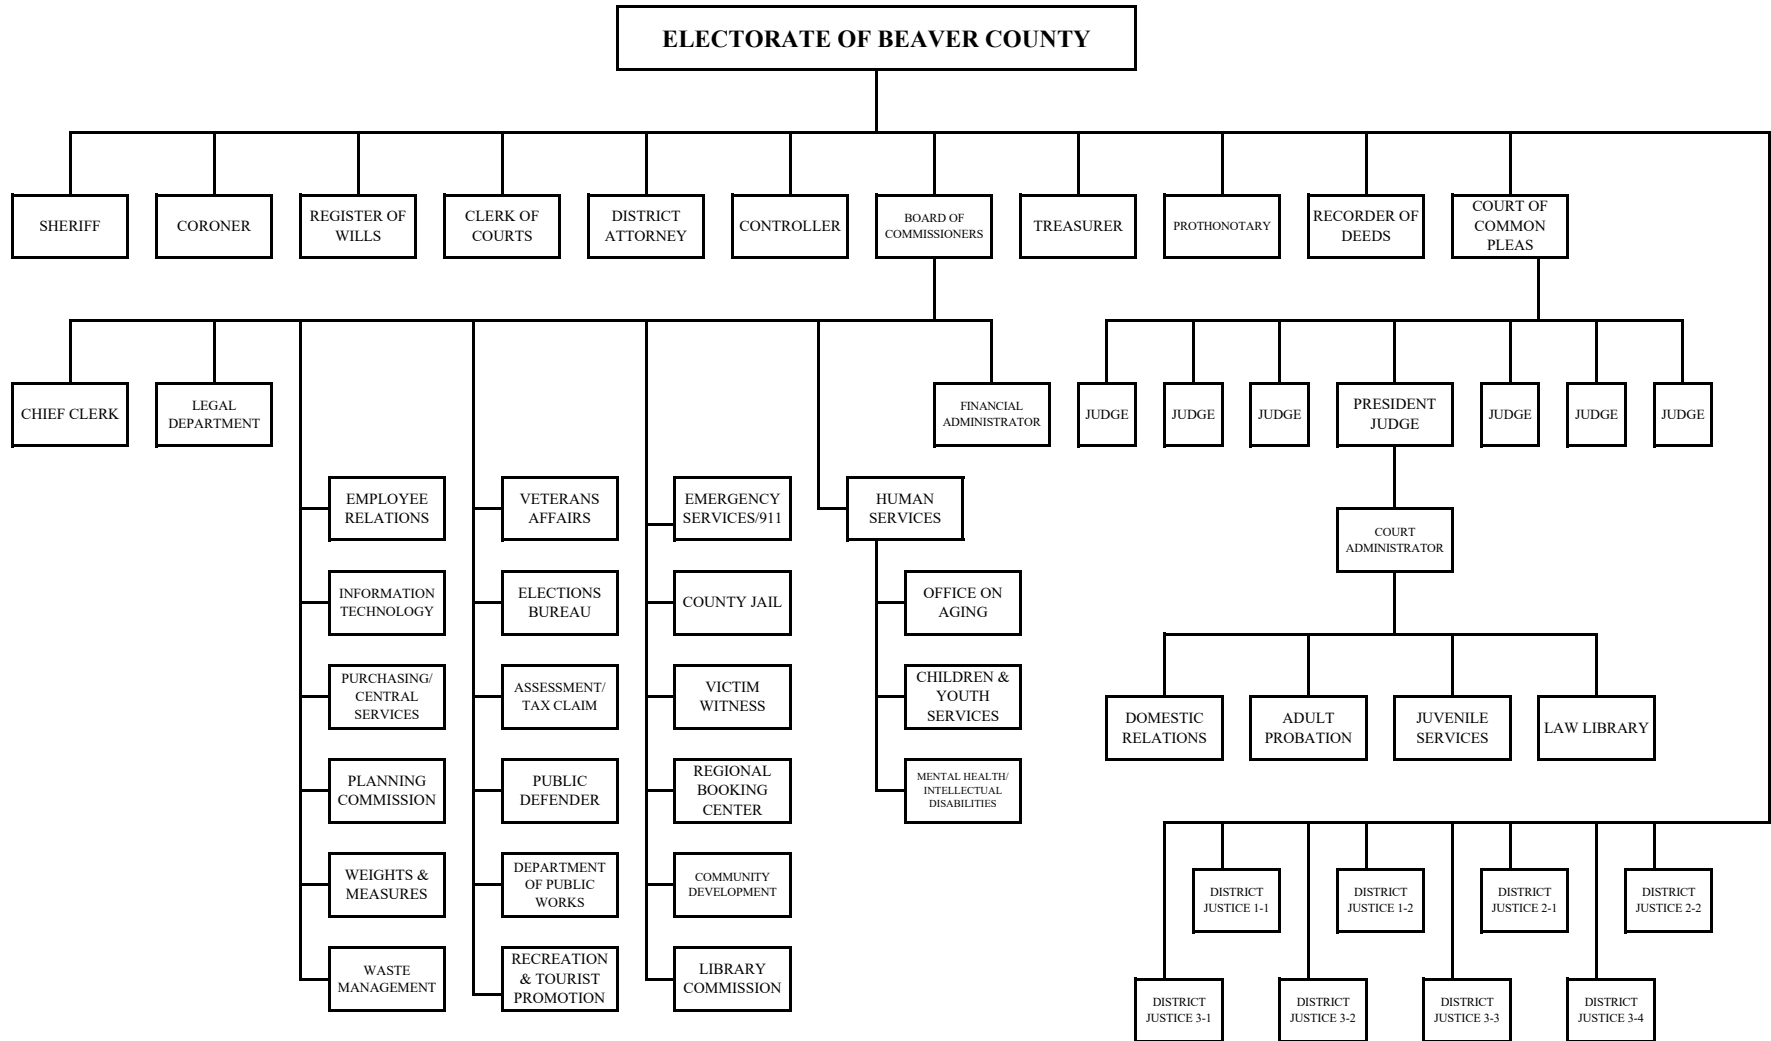 ELECTORATE OF BEAVER COUNTY
SHERIFF
CORONER
REGISTER OF
WILLS
CLERK OF
COURTS
DISTRICT
ATTORNEY
CONTROLLER
BOARD OF
COMMISSIONERS
TREASURER
PROTHONOTARY
RECORDER OF
DEEDS
COURT OF
COMMON
PLEAS
CHIEF CLERK
LEGAL
DEPARTMENT
FINANCIAL
ADMINISTRATOR
JUDGE
JUDGE
JUDGE
PRESIDENT
JUDGE
JUDGE
JUDGE
JUDGE
EMPLOYEE
RELATIONS
VETERANS
AFFAIRS
EMERGENCY
SERVICES/911
HUMAN
SERVICES
COURT
ADMINISTRATOR
INFORMATION
TECHNOLOGY
ELECTIONS
BUREAU
COUNTY JAIL
OFFICE ON
AGING
PURCHASING/
CENTRAL
SERVICES
ASSESSMENT/
TAX CLAIM
VICTIM
WITNESS
CHILDREN &
YOUTH
SERVICES
DOMESTIC
RELATIONS
ADULT
PROBATION
JUVENILE
SERVICES
LAW LIBRARY
PLANNING
COMMISSION
PUBLIC
DEFENDER
REGIONAL
BOOKING
CENTER
MENTAL HEALTH/
INTELLECTUAL
DISABILITIES
WEIGHTS &
MEASURES
DEPARTMENT
OF PUBLIC
WORKS
COMMUNITY
DEVELOPMENT
DISTRICT
JUSTICE 1-1
DISTRICT
JUSTICE 1-2
DISTRICT
JUSTICE 2-1
DISTRICT
JUSTICE 2-2
WASTE
MANAGEMENT
RECREATION
& TOURIST
PROMOTION
LIBRARY
COMMISSION
DISTRICT
JUSTICE 3-1
DISTRICT
JUSTICE 3-2
DISTRICT
JUSTICE 3-3
DISTRICT
JUSTICE 3-4